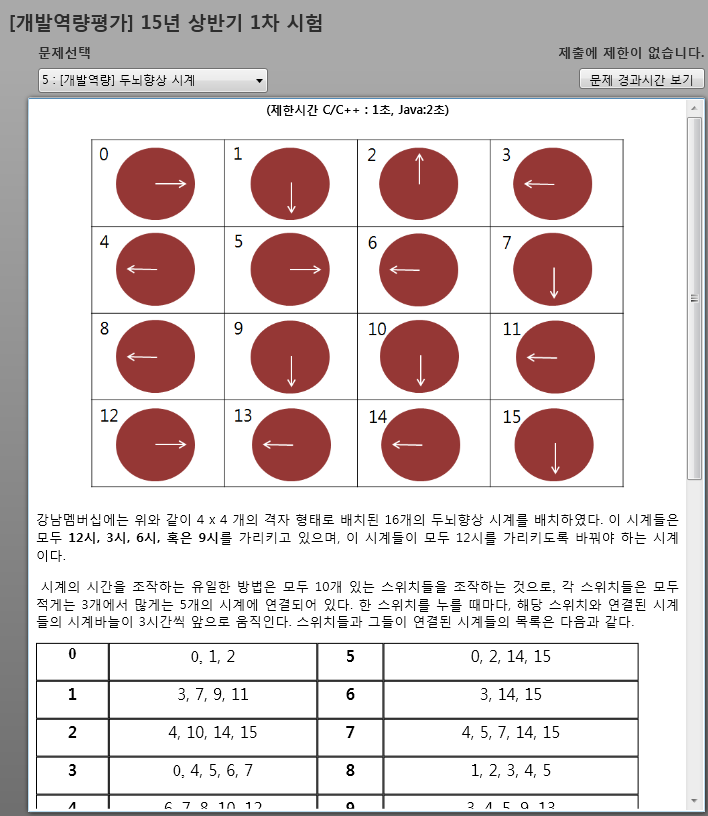 [개발역량평가] 15년 상반기 1차 시험
문제선택
제출에 제한이 없습니다.
5 : [개발역량] 두뇌향상 시계
문제 경과시간 보기
(제한시간 C/C++ : 1초, Java:2초)
0 1 2 3
4 5 6 7
8 9 10 11
12 13 14 15
강남멤버십에는 위와 같이 4 x 4 개의 격자 형태로 배치된 16개의 두뇌향상 시계를 배치하였다. 이 시계들은
모두 12시, 3시, 6시, 혹은 9시를 가리키고 있으며, 이 시계들이 모두 12시를 가리키도록 바꿔야 하는 시계
이다.
시계의 시간을 조작하는 유일한 방법은 모두 10개 있는 스위치들을 조작하는 것으로, 각 스위치들은 모두
적게는 3개에서 많게는 5개의 시계에 연결되어 있다. 한 스위치를 누를 때마다, 해당 스위치와 연결된 시계
들의 시계바늘이 3시간씩 앞으로 움직인다. 스위치들과 그들이 연결된 시계들의 목록은 다음과 같다.
0 0, 1, 2 5 0, 2, 14, 15
1 3, 7, 9, 11 6 3, 14, 15
2 4, 10, 14, 15 7 4, 5, 7, 14, 15
3 0, 4, 5, 6, 7 8 1, 2, 3, 4, 5
4 6, 7, 8, 10, 12 9 3, 4, 5, 9, 13